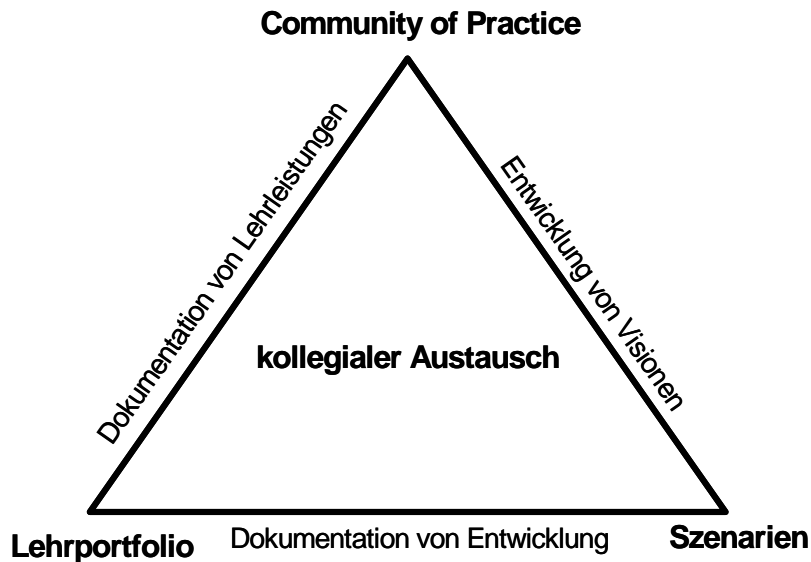 Community of Practice
Dokumentation von Lehrleistungen
Entwicklung von Visionen
kollegialer Austausch
Lehrportfolio
Dokumentation von Entwicklung
Szenarien